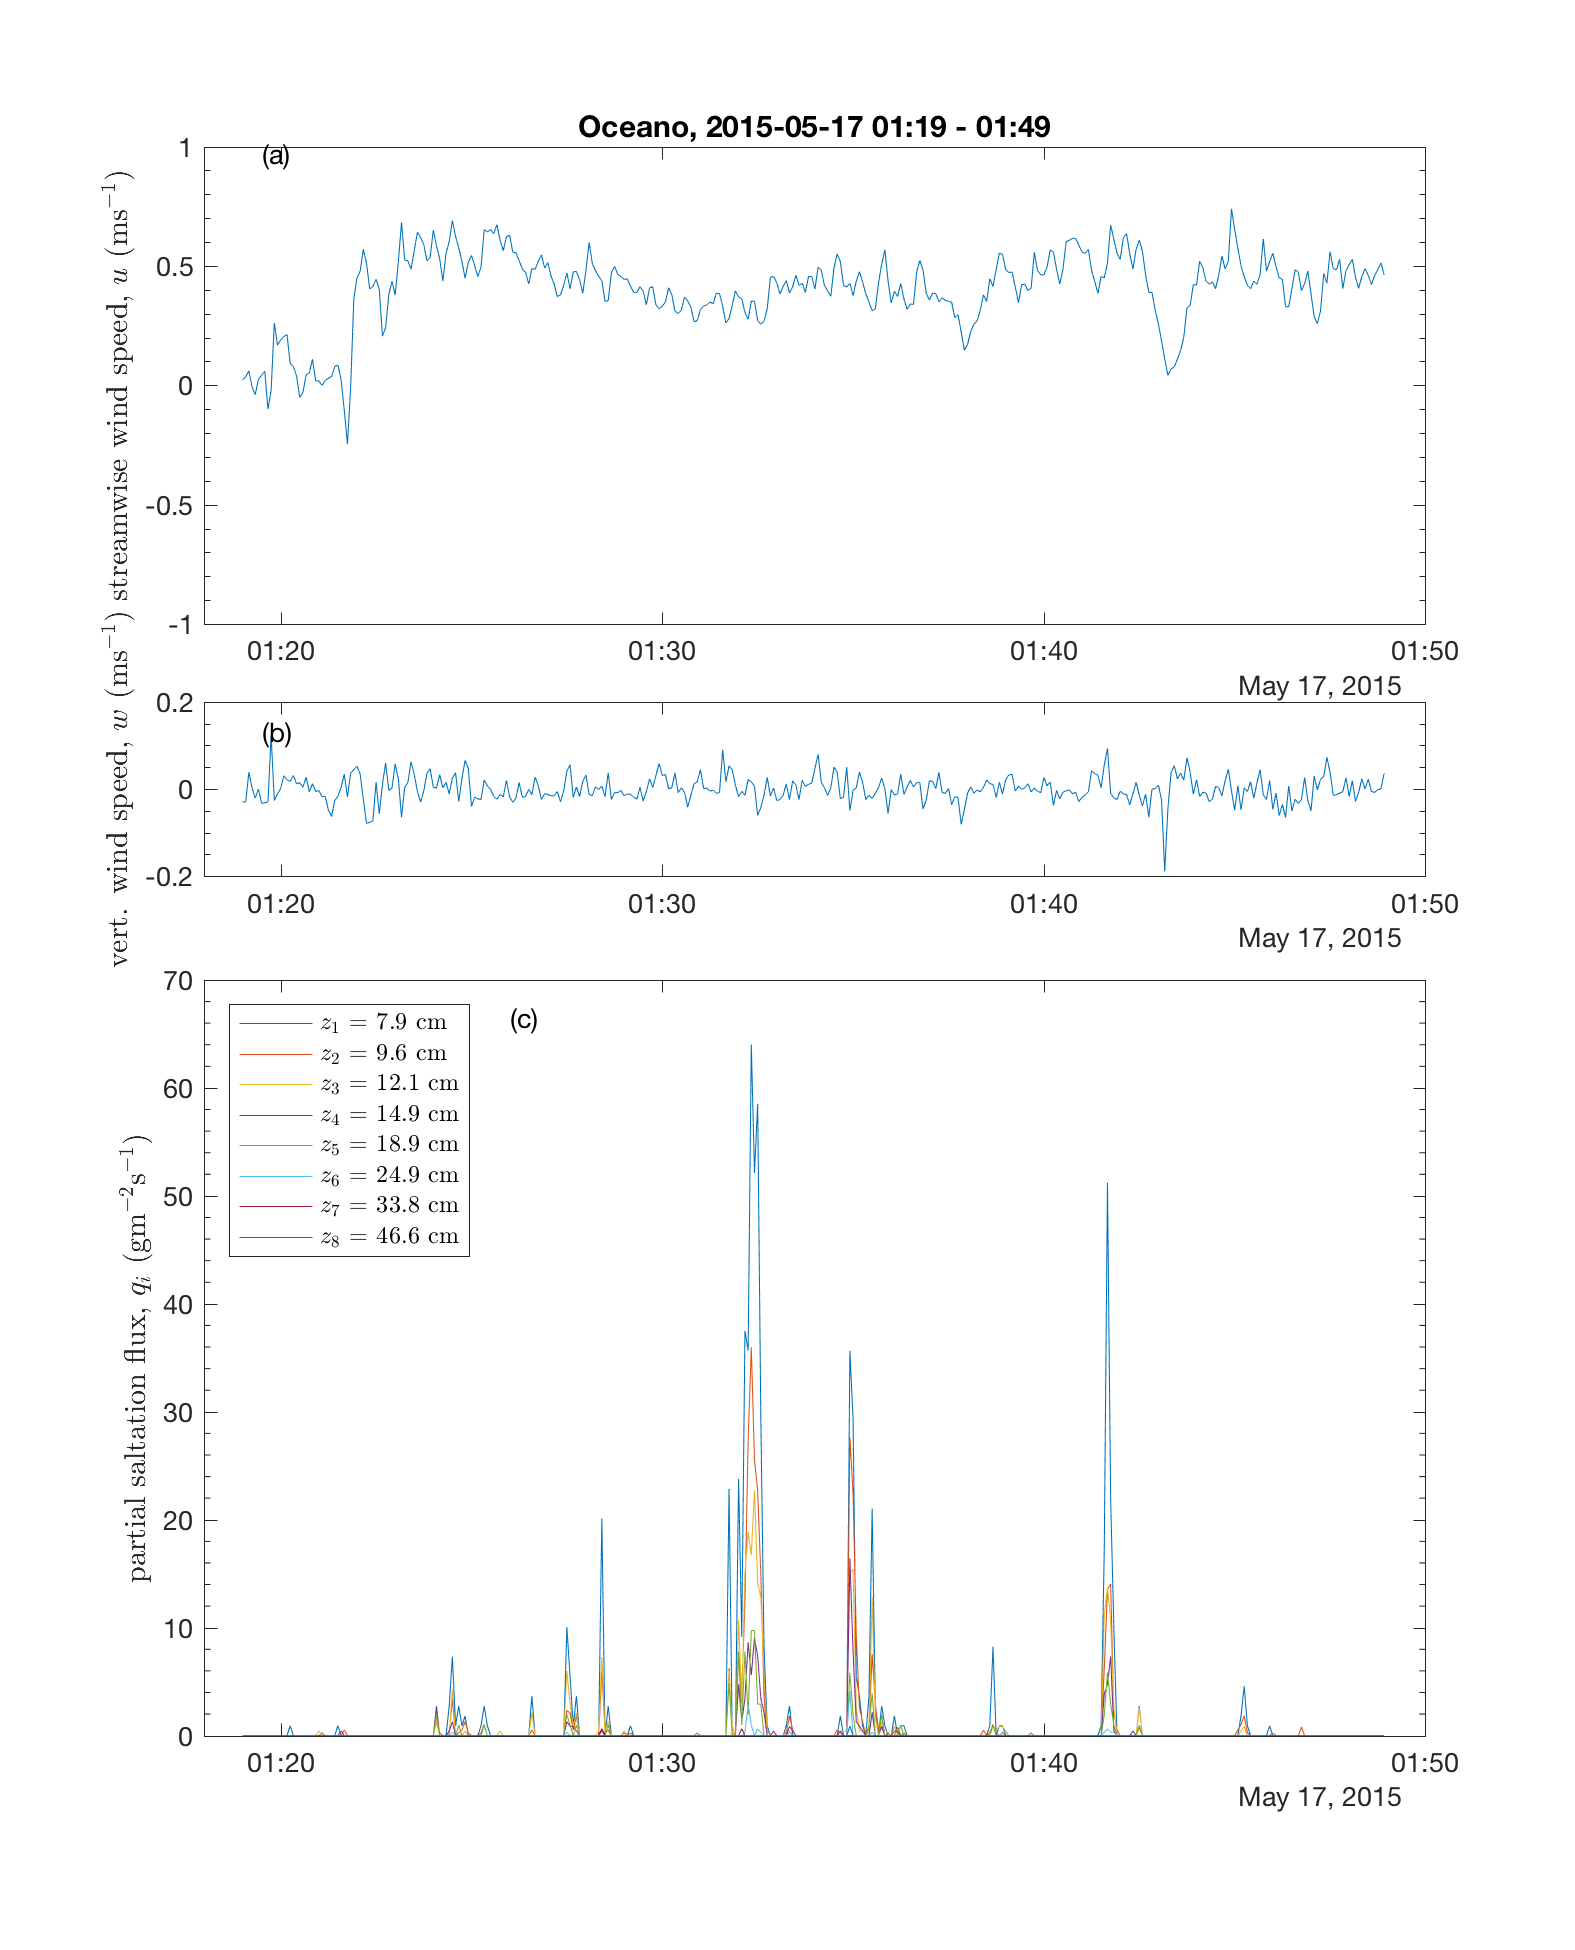 Oceano, 2015-05-17 01:19 - 01:49
(a)
streamwise wind speed, u (ms⁻¹)
1
0.5
0
-0.5
-1
01:20 01:30 01:40 01:50
May 17, 2015
(b)
vert. wind speed, w (ms⁻¹)
0.2
0
-0.2
01:20 01:30 01:40 01:50
May 17, 2015
(c)
partial saltation flux, qᵢ (gm⁻²s⁻¹)
70
60
50
40
30
20
10
0
z₁ = 7.9 cm
z₂ = 9.6 cm
z₃ = 12.1 cm
z₄ = 14.9 cm
z₅ = 18.9 cm
z₆ = 24.9 cm
z₇ = 33.8 cm
z₈ = 46.6 cm
01:20 01:30 01:40 01:50
May 17, 2015